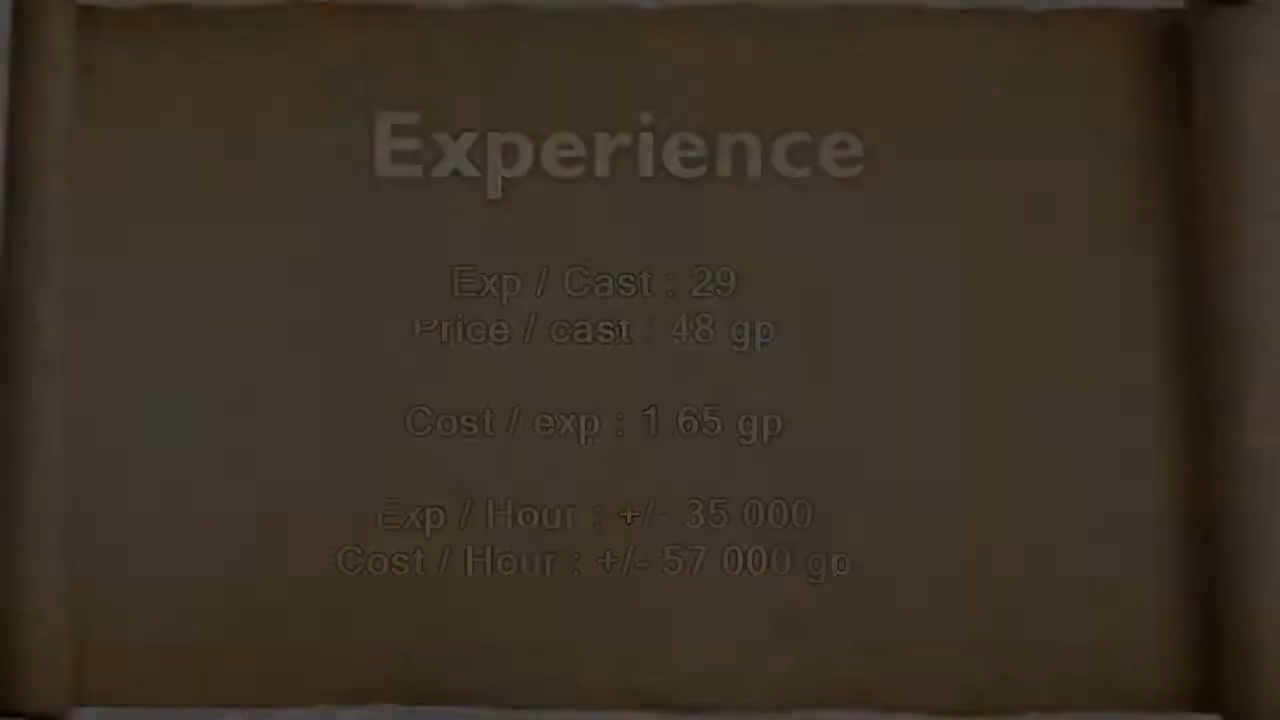 Experience
Exp / Cast : 29
Price / cast : 48 gp
Cost / exp : 1.65 gp
Exp / Hour : +/- 35 000
Cost / Hour : +/- 57 000 gp